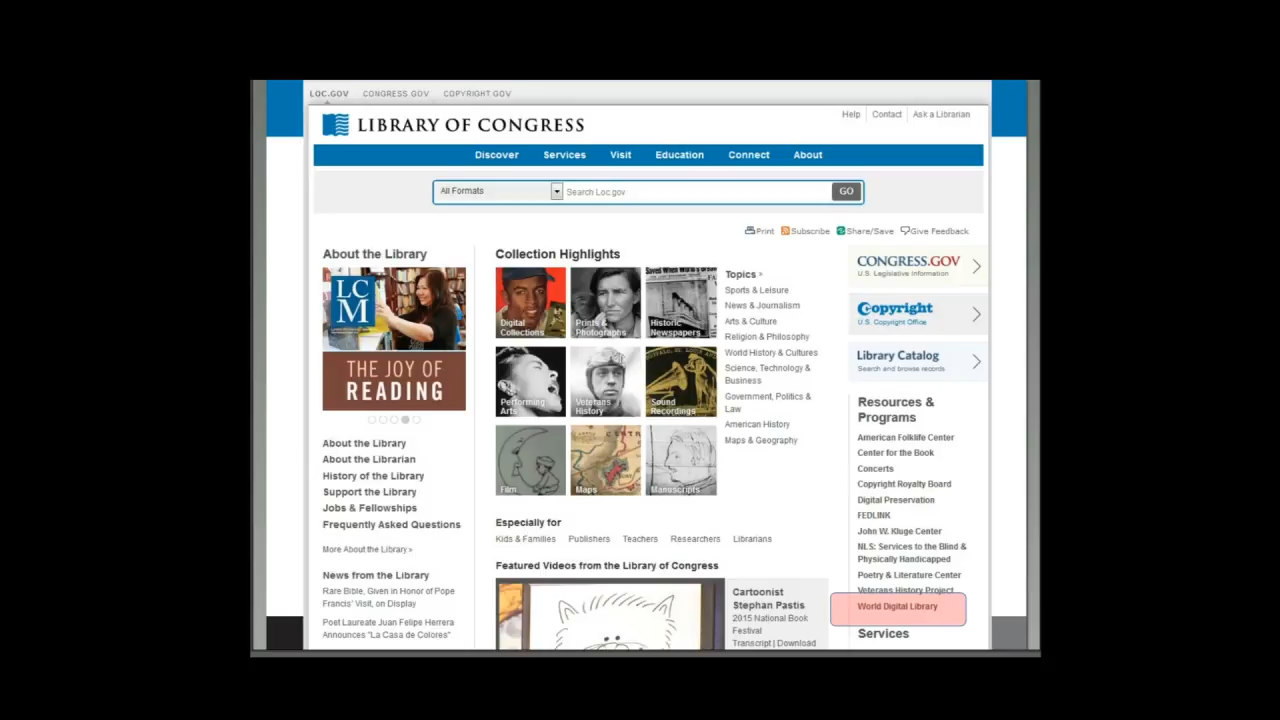 LOC.GOV CONGRESS.GOV COPYRIGHT.GOV
Help Contact Ask a Librarian
LIBRARY OF CONGRESS
Discover Services Visit Education Connect About
All Formats Search Loc.gov GO
Print Subscribe Share/Save Give Feedback
About the Library
LC
M
THE JOY OF
READING
About the Library
About the Librarian
History of the Library
Support the Library
Jobs & Fellowships
Frequently Asked Questions
More About the Library »
News from the Library
Rare Bible, Given in Honor of Pope
Francis' Visit, on Display
Poet Laureate Juan Felipe Herrera
Announces "La Casa de Colores"
Collection Highlights
Digital
Collections
Prints &
Photographs
Historic
Newspapers
Performing
Arts
Veterans
History
Sound
Recordings
Film
Maps
Manuscripts
Topics »
Sports & Leisure
News & Journalism
Arts & Culture
Religion & Philosophy
World History & Cultures
Science, Technology &
Business
Government, Politics &
Law
American History
Maps & Geography
Especially for
Kids & Families Publishers Teachers Researchers Librarians
Featured Videos from the Library of Congress
Cartoonist
Stephan Pastis
2015 National Book
Festival
Transcript | Download
CONGRESS.GOV
U.S. Legislative Information
Copyright
U.S. Copyright Office
Library Catalog
Search and browse records
Resources &
Programs
American Folklife Center
Center for the Book
Concerts
Copyright Royalty Board
Digital Preservation
FEDLINK
John W. Kluge Center
NLS: Services to the Blind &
Physically Handicapped
Poetry & Literature Center
Veterans History Project
World Digital Library
Services